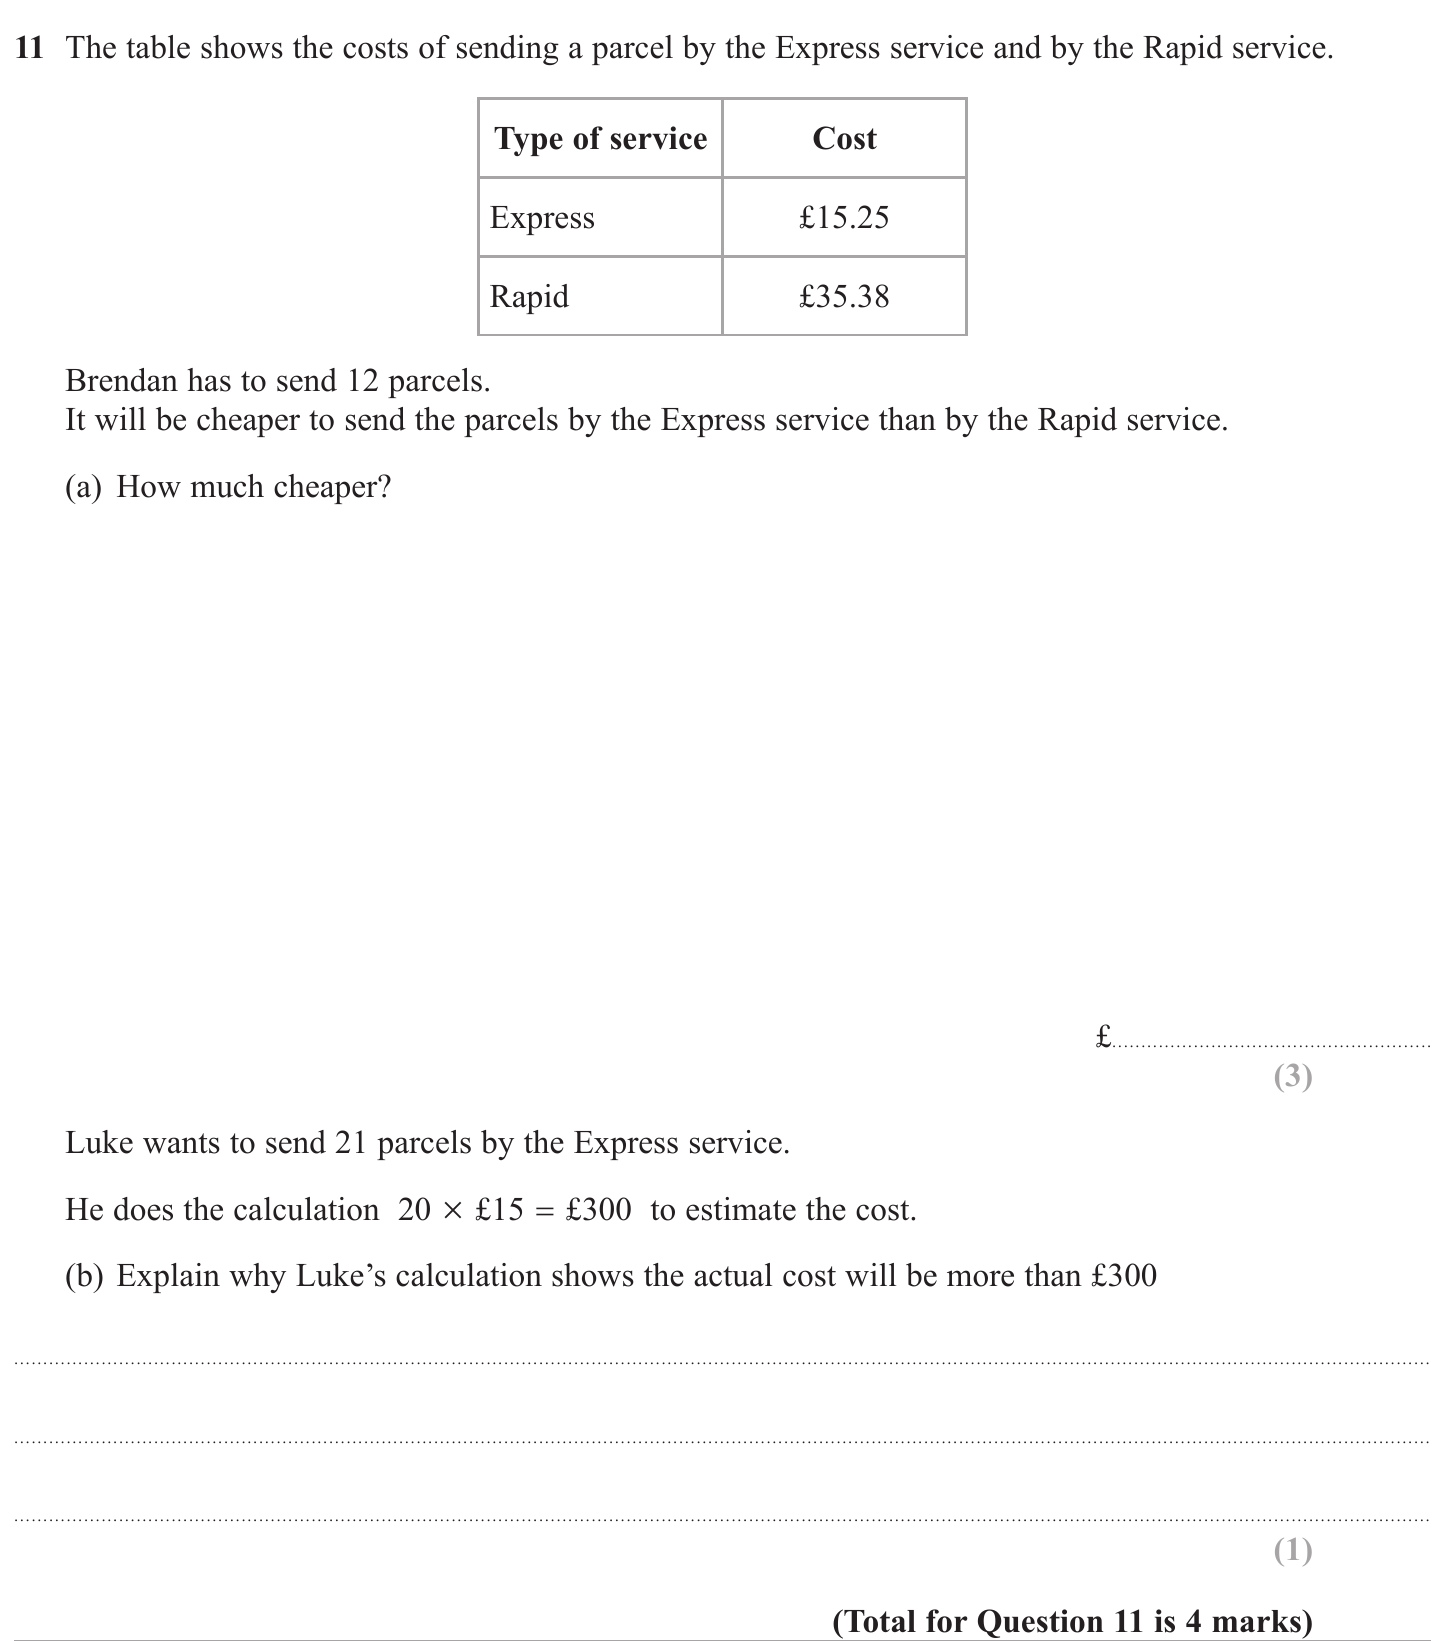 11 The table shows the costs of sending a parcel by the Express service and by the Rapid service.
Type of service Cost
Express £15.25
Rapid £35.38
Brendan has to send 12 parcels.
It will be cheaper to send the parcels by the Express service than by the Rapid service.
(a) How much cheaper?
£
(3)
Luke wants to send 21 parcels by the Express service.
He does the calculation 20 × £15 = £300 to estimate the cost.
(b) Explain why Luke’s calculation shows the actual cost will be more than £300
(1)
(Total for Question 11 is 4 marks)